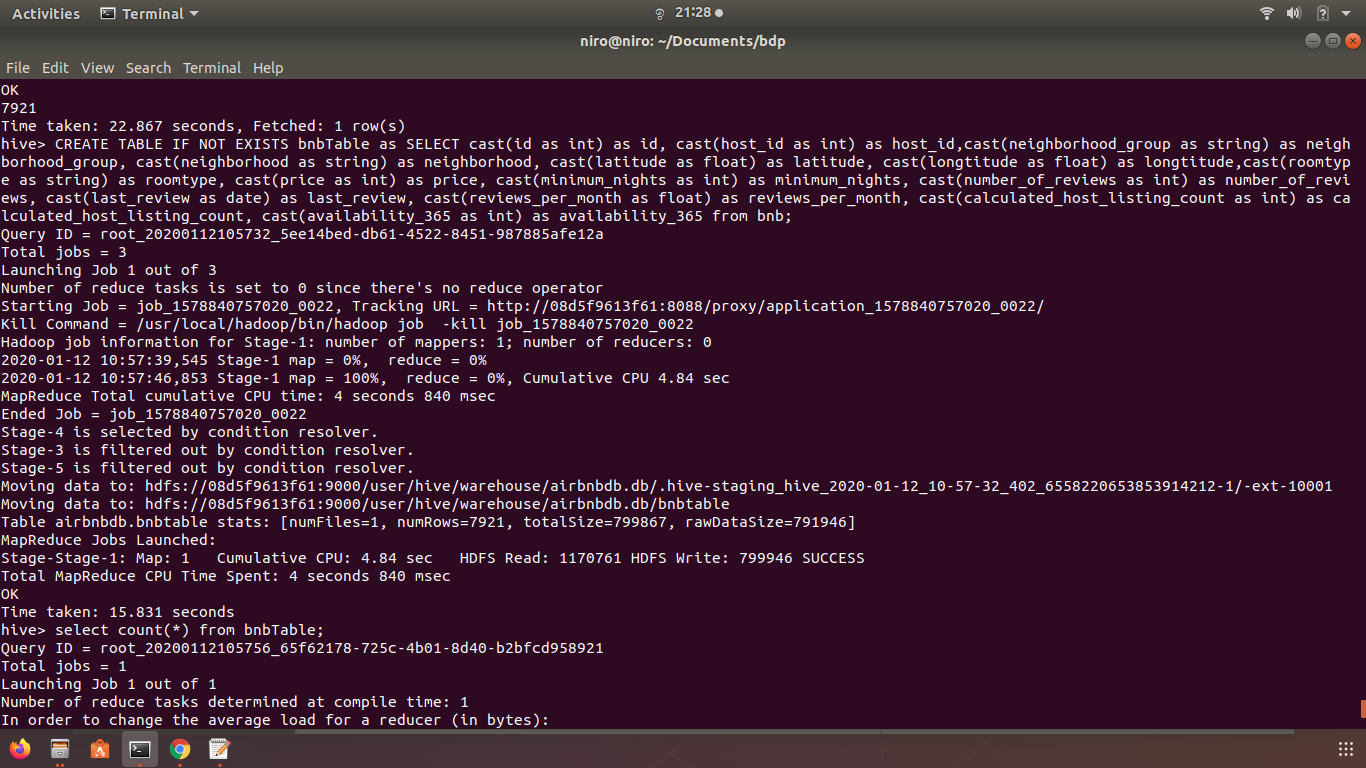 Activities Terminal 21:28
niro@niro: ~/Documents/bdp
File Edit View Search Terminal Help
OK
7921
Time taken: 22.867 seconds, Fetched: 1 row(s)
hive> CREATE TABLE IF NOT EXISTS bnbTable as SELECT cast(id as int) as id, cast(host_id as int) as host_id,cast(neighborhood_group as string) as neigh
borhood_group, cast(neighborhood as string) as neighborhood, cast(latitude as float) as latitude, cast(longtitude as float) as longtitude,cast(roomtyp
e as string) as roomtype, cast(price as int) as price, cast(minimum_nights as int) as minimum_nights, cast(number_of_reviews as int) as number_of_revi
ews, cast(last_review as date) as last_review, cast(reviews_per_month as float) as reviews_per_month, cast(calculated_host_listing_count as int) as ca
lculated_host_listing_count, cast(availability_365 as int) as availability_365 from bnb;
Query ID = root_20200112105732_5ee14bed-db61-4522-8451-987885afe12a
Total jobs = 3
Launching Job 1 out of 3
Number of reduce tasks is set to 0 since there's no reduce operator
Starting Job = job_1578840757020_0022, Tracking URL = http://08d5f9613f61:8088/proxy/application_1578840757020_0022/
Kill Command = /usr/local/hadoop/bin/hadoop job  -kill job_1578840757020_0022
Hadoop job information for Stage-1: number of mappers: 1; number of reducers: 0
2020-01-12 10:57:39,545 Stage-1 map = 0%,  reduce = 0%
2020-01-12 10:57:46,853 Stage-1 map = 100%,  reduce = 0%, Cumulative CPU 4.84 sec
MapReduce Total cumulative CPU time: 4 seconds 840 msec
Ended Job = job_1578840757020_0022
Stage-4 is selected by condition resolver.
Stage-3 is filtered out by condition resolver.
Stage-5 is filtered out by condition resolver.
Moving data to: hdfs://08d5f9613f61:9000/user/hive/warehouse/airbnbdb.db/.hive-staging_hive_2020-01-12_10-57-32_402_6558220653853914212-1/-ext-10001
Moving data to: hdfs://08d5f9613f61:9000/user/hive/warehouse/airbnbdb.db/bnbtable
Table airbnbdb.bnbtable stats: [numFiles=1, numRows=7921, totalSize=799867, rawDataSize=791946]
MapReduce Jobs Launched:
Stage-Stage-1: Map: 1   Cumulative CPU: 4.84 sec   HDFS Read: 1170761 HDFS Write: 799946 SUCCESS
Total MapReduce CPU Time Spent: 4 seconds 840 msec
OK
Time taken: 15.831 seconds
hive> select count(*) from bnbTable;
Query ID = root_20200112105756_65f62178-725c-4b01-8d40-b2bfcd958921
Total jobs = 1
Launching Job 1 out of 1
Number of reduce tasks determined at compile time: 1
In order to change the average load for a reducer (in bytes):